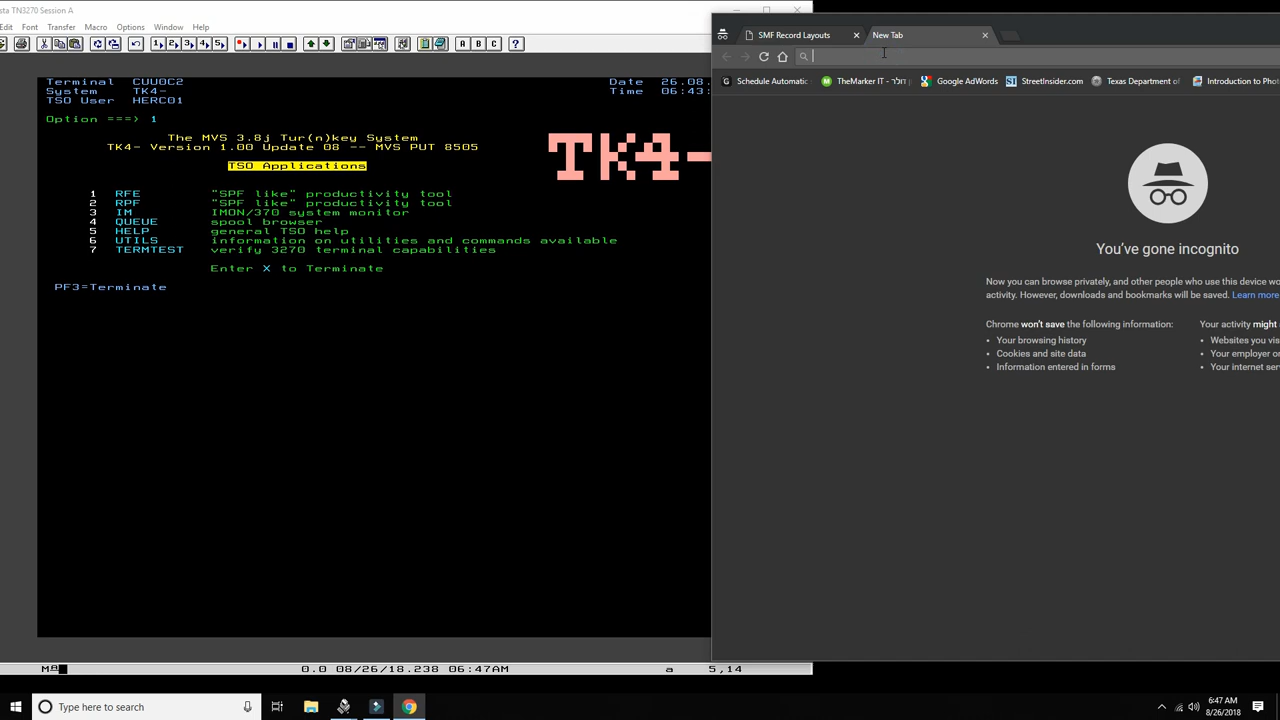 sta TN3270 Session A
Edit Font Transfer Macro Options Window Help
A B C ?
Terminal CUU0C2 Date 26.08.
System TK4- Time 06:43:
TSO User HERC01
Option ===> 1
The MVS 3.8j Tur(n)key System
TK4- Version 1.00 Update 08 -- MVS PUT 8505
TK4-
TSO Applications
1 RFE "SPF like" productivity tool
2 RPF "SPF like" productivity tool
3 IM IMON/370 system monitor
4 QUEUE spool browser
5 HELP general TSO help
6 UTILS information on utilities and commands available
7 TERMTEST verify 3270 terminal capabilities
Enter X to Terminate
PF3=Terminate
0.0 08/26/18.238 06:47AM a 5,14
SMF Record Layouts New Tab
Schedule Automatic TheMarker IT - דולר Google AdWords StreetInsider.com Texas Department of Introduction to Phot
You've gone incognito
Now you can browse privately, and other people who use this device wo
activity. However, downloads and bookmarks will be saved. Learn more
Chrome won't save the following information: Your activity might
• Your browsing history • Websites you vis
• Cookies and site data • Your employer or
• Information entered in forms • Your internet ser
Type here to search
6:47 AM
8/26/2018